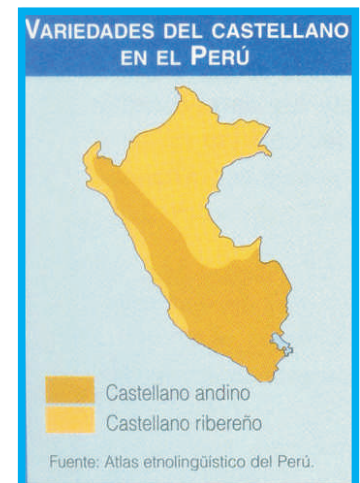 VARIEDADES DEL CASTELLANO
EN EL PERÚ
Castellano andino
Castellano ribereño
Fuente: Atlas etnolingüístico del Perú.